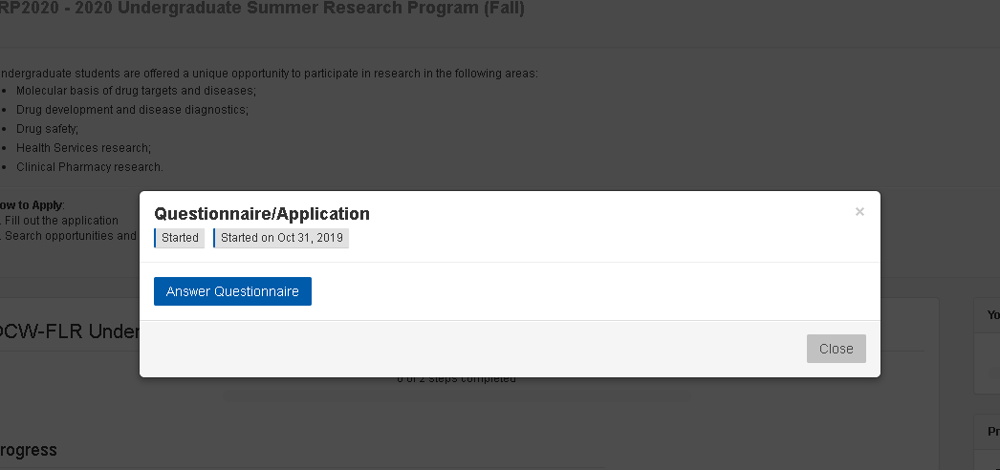 RP2020 - 2020 Undergraduate Summer Research Program (Fall)
ndergraduate students are offered a unique opportunity to participate in research in the following areas:
• Molecular basis of drug targets and diseases;
• Drug development and disease diagnostics;
• Drug safety;
• Health Services research;
• Clinical Pharmacy research.
ow to Apply:
. Fill out the application
. Search opportunities and
Questionnaire/Application
×
Started Started on Oct 31, 2019
Answer Questionnaire
Close
OCW-FLR Under
Yo
0 of 2 steps completed
rogress
Pr